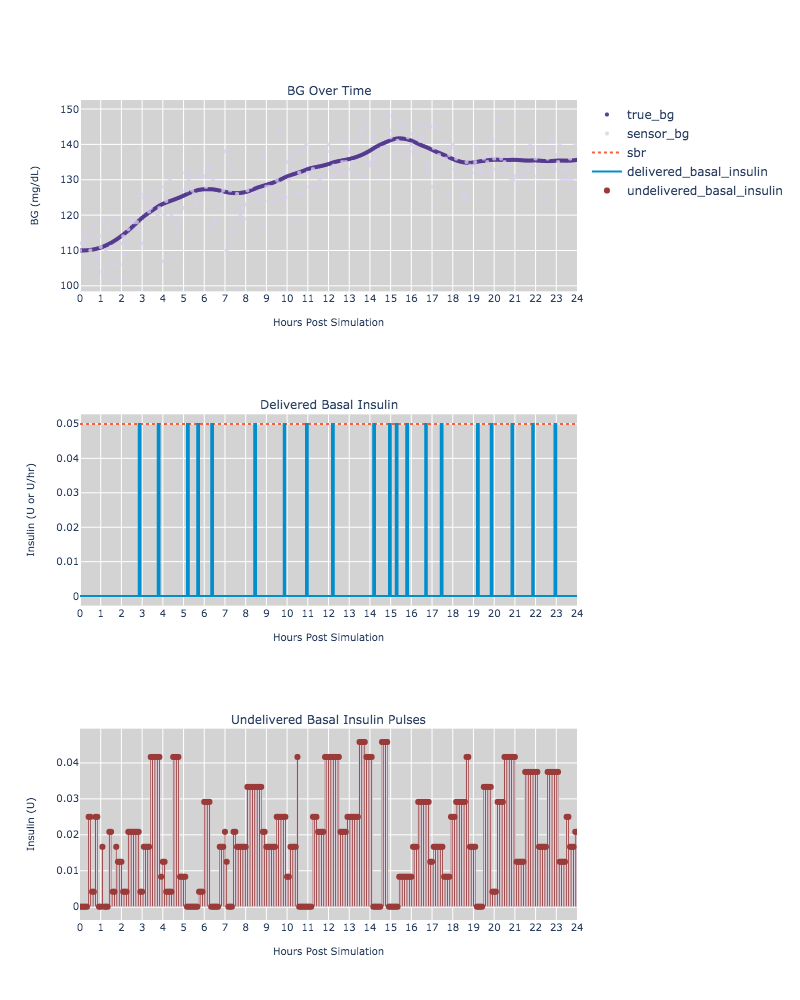 BG Over Time
150
140
130
120
110
100
BG (mg/dL)
0 1 2 3 4 5 6 7 8 9 10 11 12 13 14 15 16 17 18 19 20 21 22 23 24
Hours Post Simulation
true_bg
sensor_bg
sbr
delivered_basal_insulin
undelivered_basal_insulin
Delivered Basal Insulin
0.05
0.04
0.03
0.02
0.01
0
Insulin (U or U/hr)
0 1 2 3 4 5 6 7 8 9 10 11 12 13 14 15 16 17 18 19 20 21 22 23 24
Hours Post Simulation
Undelivered Basal Insulin Pulses
0.04
0.03
0.02
0.01
0
Insulin (U)
0 1 2 3 4 5 6 7 8 9 10 11 12 13 14 15 16 17 18 19 20 21 22 23 24
Hours Post Simulation